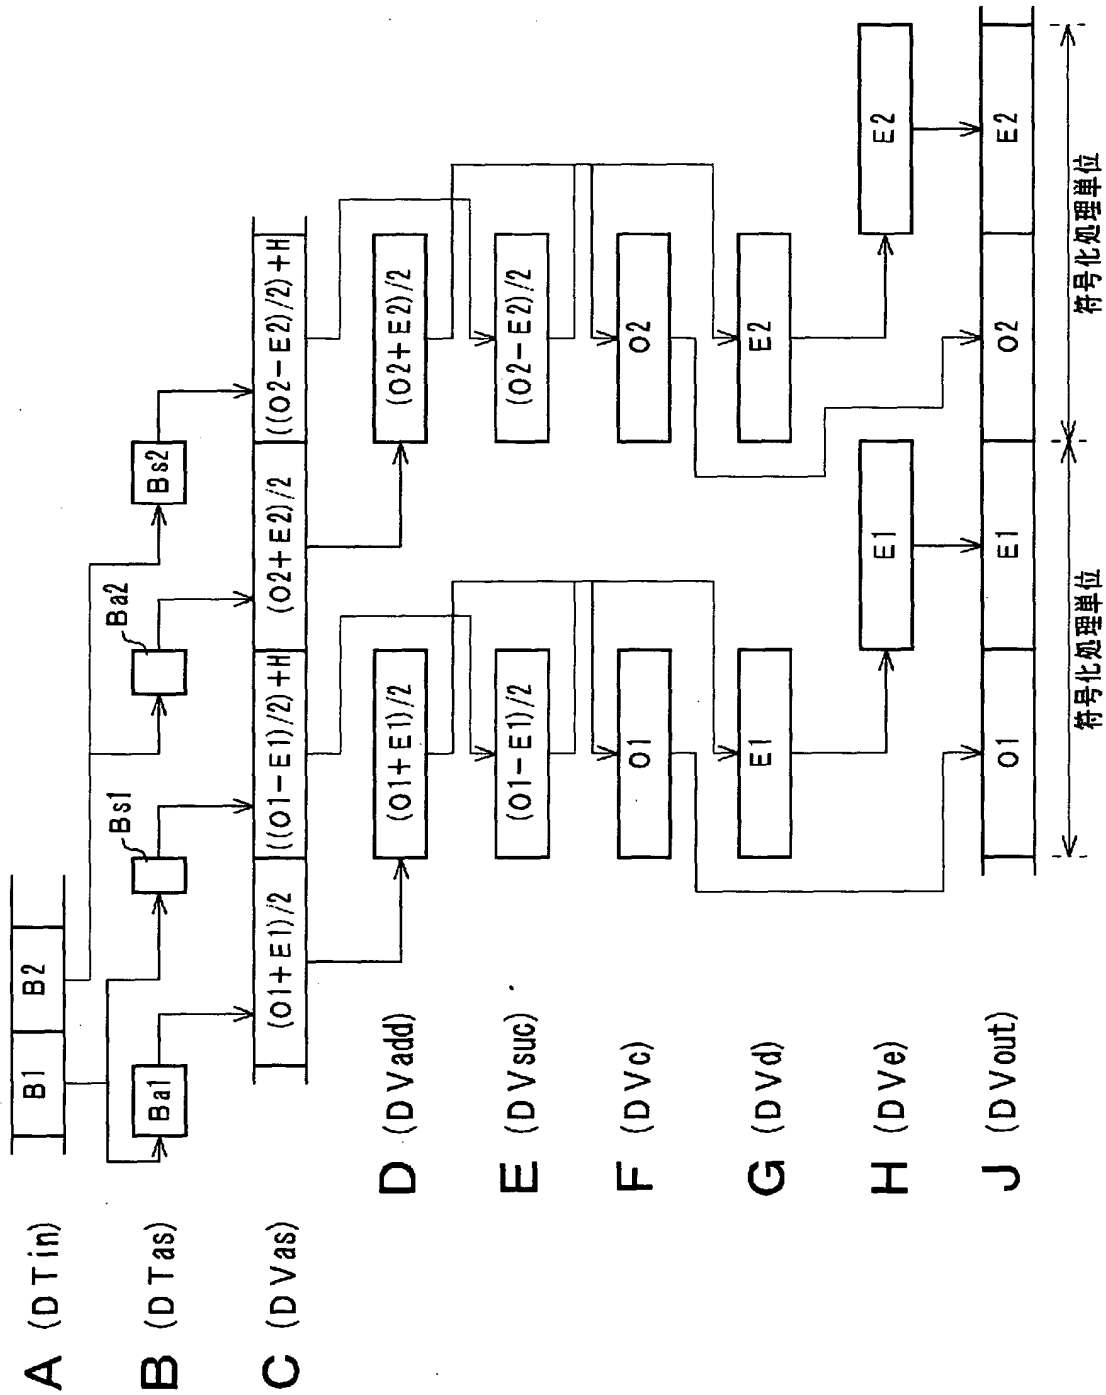 A (DTin)
B1
B2
B (DTas)
Ba1
Bs1
Ba2
Bs2
C (DVas)
(O1+E1)/2
((O1-E1)/2)+H
(O2+E2)/2
((O2-E2)/2)+H
D (DVadd)
(O1+E1)/2
(O2+E2)/2
E (DVsuc)
(O1-E1)/2
(O2-E2)/2
F (DVc)
O1
O2
G (DVd)
E1
E2
H (DVe)
E1
E2
J (DVout)
O1
E1
O2
E2
符号化処理単位
符号化処理単位